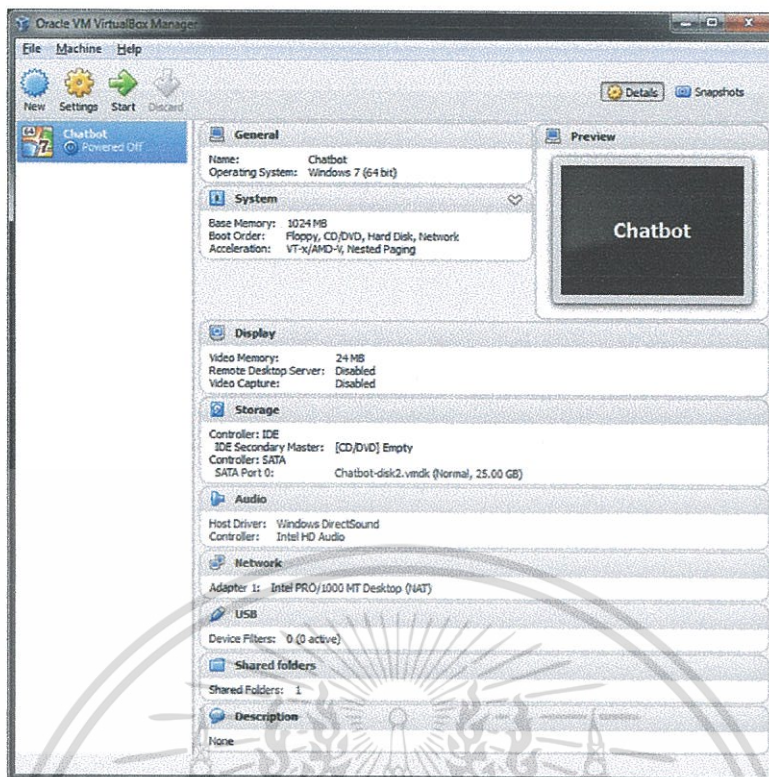 Oracle VM VirtualBox Manager
File Machine Help
New Settings Start Discard
Details Snapshots
Chatbot
Powered Off
General
Name: Chatbot
Operating System: Windows 7 (64 bit)
System
Base Memory: 1024 MB
Boot Order: Floppy, CD/DVD, Hard Disk, Network
Acceleration: VT-x/AMD-V, Nested Paging
Preview
Chatbot
Display
Video Memory: 24 MB
Remote Desktop Server: Disabled
Video Capture: Disabled
Storage
Controller: IDE
IDE Secondary Master: [CD/DVD] Empty
Controller: SATA
SATA Port 0: Chatbot-disk2.vmdk (Normal, 25.00 GB)
Audio
Host Driver: Windows DirectSound
Controller: Intel HD Audio
Network
Adapter 1: Intel PRO/1000 MT Desktop (NAT)
USB
Device Filters: 0 (0 active)
Shared folders
Shared Folders: 1
Description
None